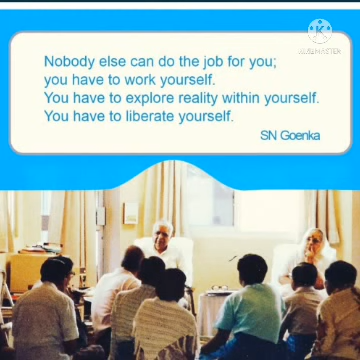 Nobody else can do the job for you;
you have to work yourself.
You have to explore reality within yourself.
You have to liberate yourself.
SN Goenka
KINEMASTER